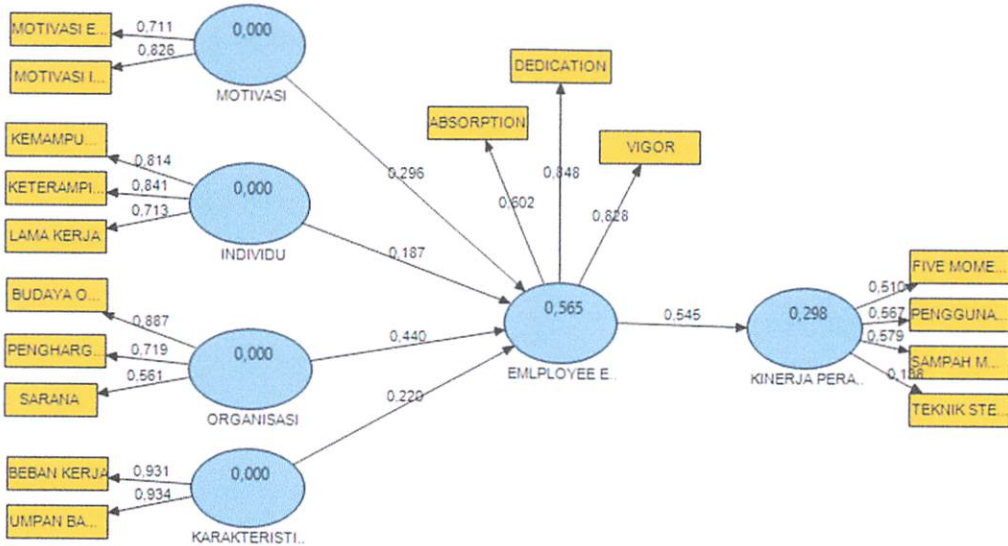 MOTIVASI E...
0,711
0,826
MOTIVASI I...
0,000
MOTIVASI
KEMAMPU...
0,814
KETERAMPI...
0,841
LAMA KERJA
0,713
0,000
INDIVIDU
BUDAYA O...
0,887
PENGHARG...
0,719
SARANA
0,561
0,000
ORGANISASI
BEBAN KERJA
0,931
UMPAN BA...
0,934
0,000
KARAKTERISTI..
0,296
0,187
0,440
0,220
DEDICATION
ABSORPTION
VIGOR
0,602
0,848
0,828
0,565
EMLPLOYEE E..
0,545
0,298
KINERJA PERA..
FIVE MOME...
0,510
PENGGUNA...
0,567
SAMPAH M...
0,579
TEKNIK STE...